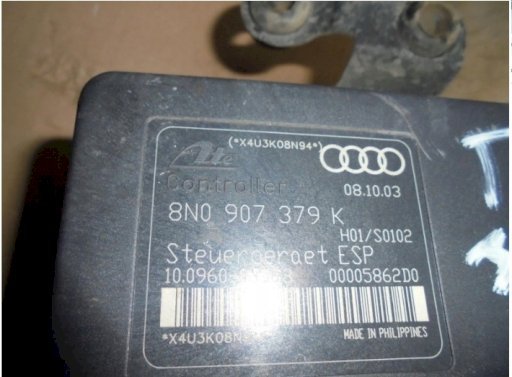 (*X4U3K08N94*)
Ate
Controller 08.10.03
8N0 907 379 K
H01/S0102
Steuergeraet ESP
00005862D0
MADE IN PHILIPPINES